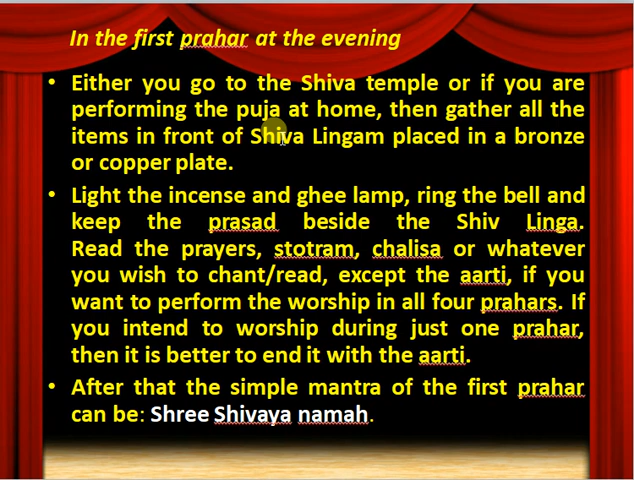 In the first prahar at the evening
• Either you go to the Shiva temple or if you are
performing the puja at home, then gather all the
items in front of Shiva Lingam placed in a bronze
or copper plate.
• Light the incense and ghee lamp, ring the bell and
keep the prasad beside the Shiv Linga.
Read the prayers, stotram, chalisa or whatever
you wish to chant/read, except the aarti, if you
want to perform the worship in all four prahars. If
you intend to worship during just one prahar,
then it is better to end it with the aarti.
• After that the simple mantra of the first prahar
can be: Shree Shivaya namah.